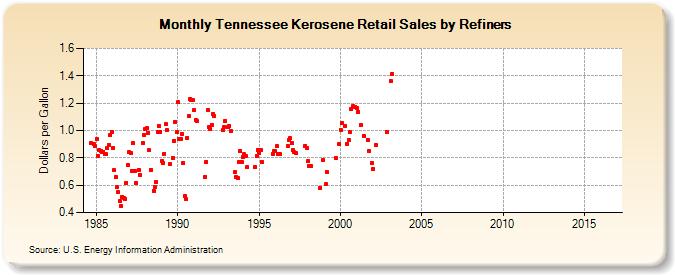 Monthly Tennessee Kerosene Retail Sales by Refiners
Dollars per Gallon
1.6
1.4
1.2
1.0
0.8
0.6
0.4
1985 1990 1995 2000 2005 2010 2015
Source: U.S. Energy Information Administration